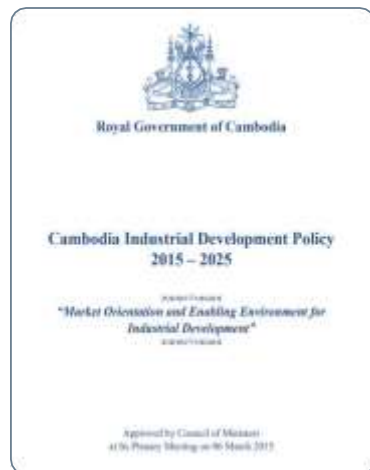 Royal Government of Cambodia
Cambodia Industrial Development Policy
2015 – 2025
"Market Orientation and Enabling Environment for
Industrial Development"
Approved by Council of Ministers
at its Plenary Meeting on 06 March 2015